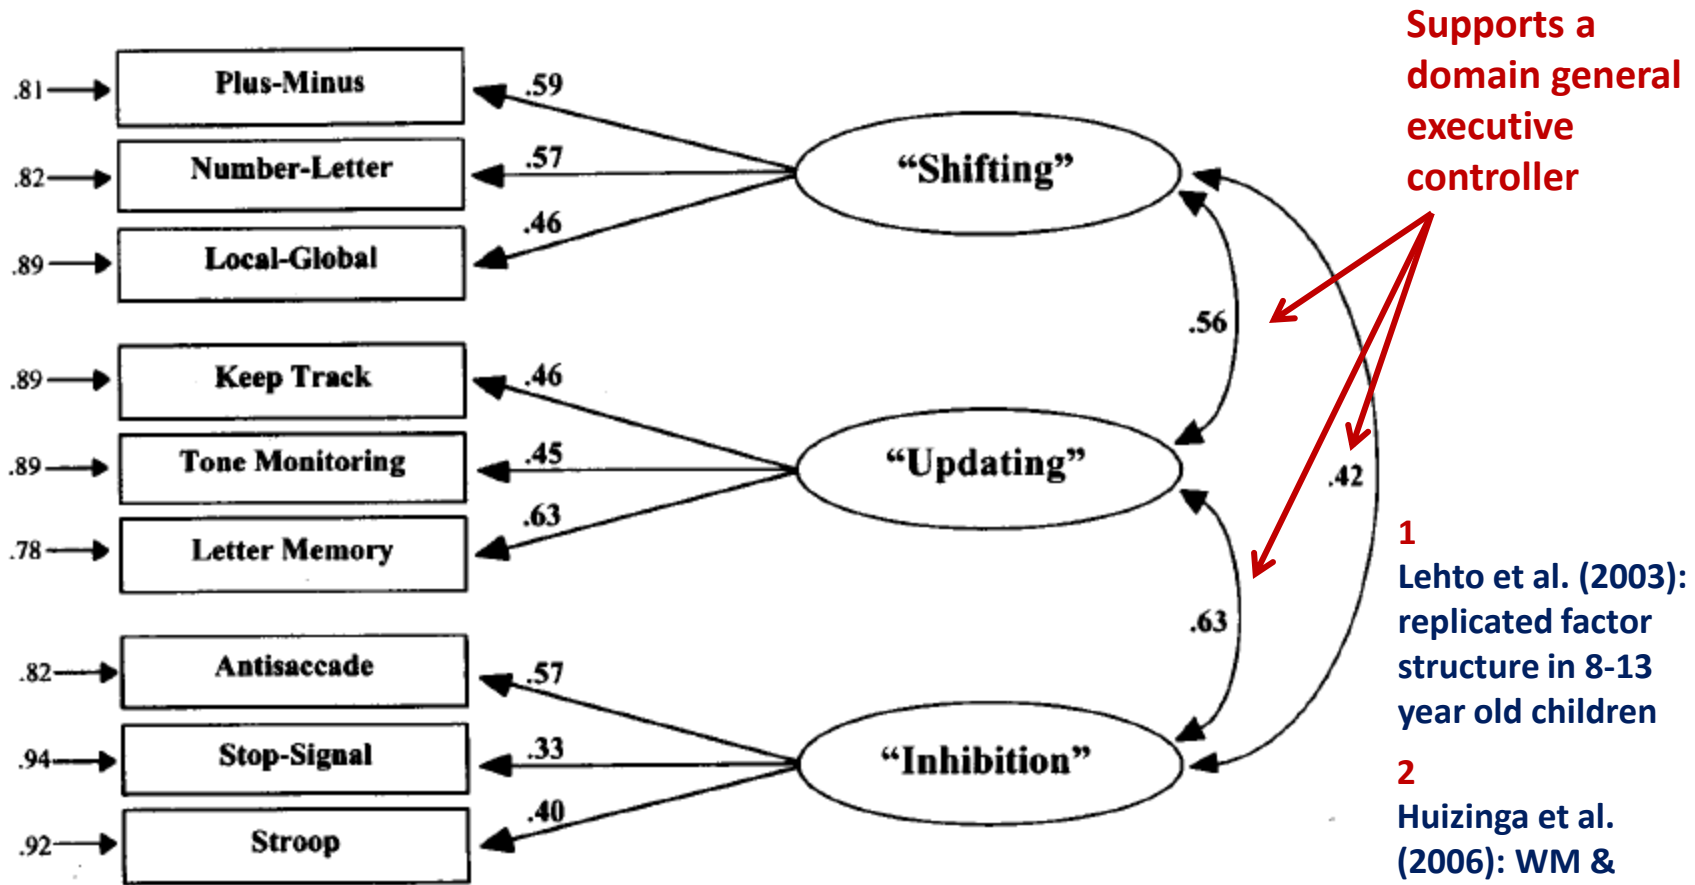 Supports a
domain general
executive
controller
.81
Plus-Minus
.59
.82
Number-Letter
.57
“Shifting”
.89
Local-Global
.46
.56
.89
Keep Track
.46
.89
Tone Monitoring
.45
“Updating”
.42
.78
Letter Memory
.63
.63
.82
Antisaccade
.57
.94
Stop-Signal
.33
“Inhibition”
.92
Stroop
.40
1
Lehto et al. (2003):
replicated factor
structure in 8-13
year old children
2
Huizinga et al.
(2006): WM &